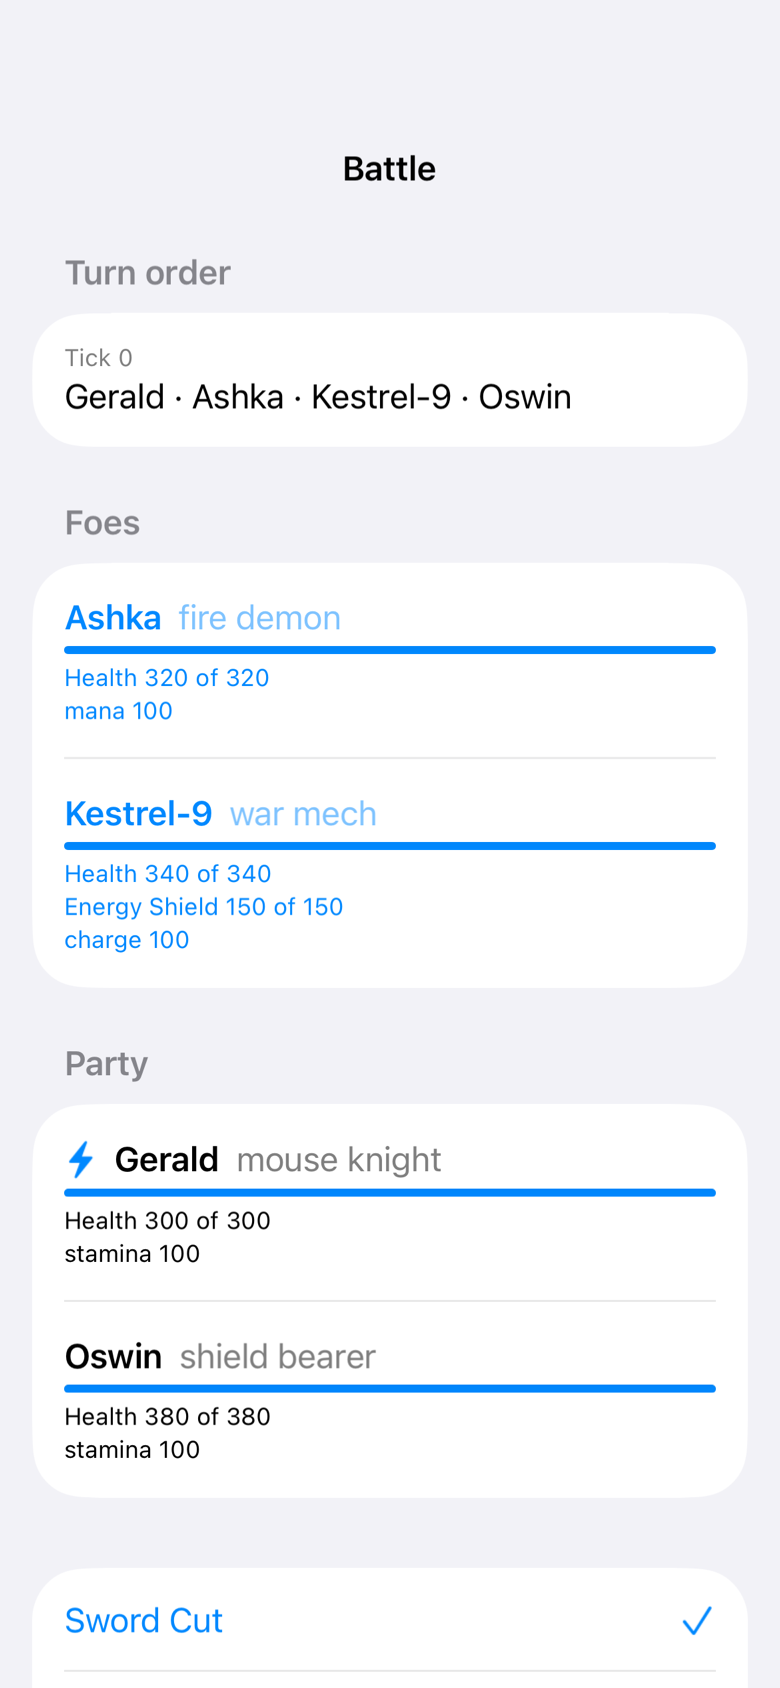 Battle
Turn order
Tick 0
Gerald · Ashka · Kestrel-9 · Oswin
Foes
Ashka fire demon
Health 320 of 320
mana 100
Kestrel-9 war mech
Health 340 of 340
Energy Shield 150 of 150
charge 100
Party
Gerald mouse knight
Health 300 of 300
stamina 100
Oswin shield bearer
Health 380 of 380
stamina 100
Sword Cut